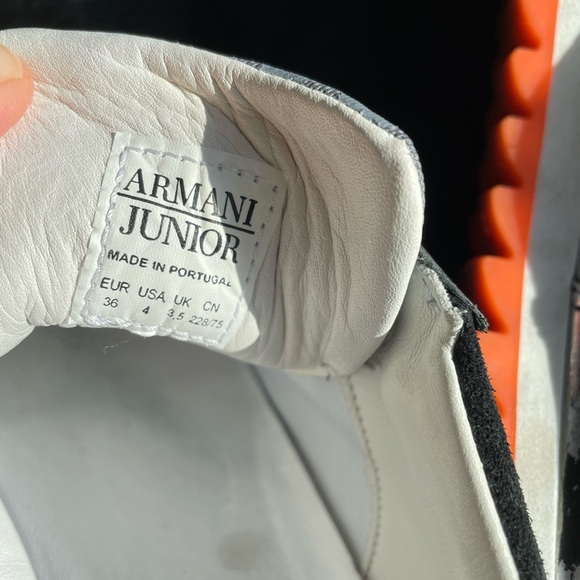 ARMANI
JUNIOR
MADE IN PORTUGAL
EUR USA UK CN
36 4 3,5 228/75